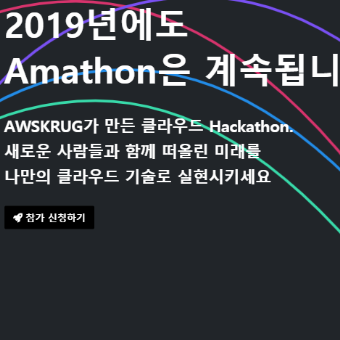 2019년에도
Amathon은 계속됩니
AWSKRUG가 만든 클라우드 Hackathon.
새로운 사람들과 함께 떠올린 미래를
나만의 클라우드 기술로 실현시키세요
참가 신청하기